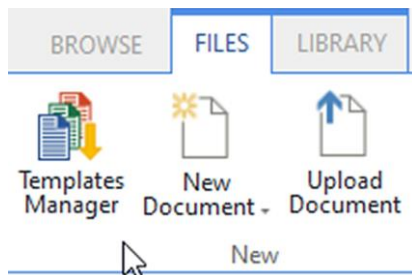 BROWSE FILES LIBRARY
Templates Manager
New Document
Upload Document
New